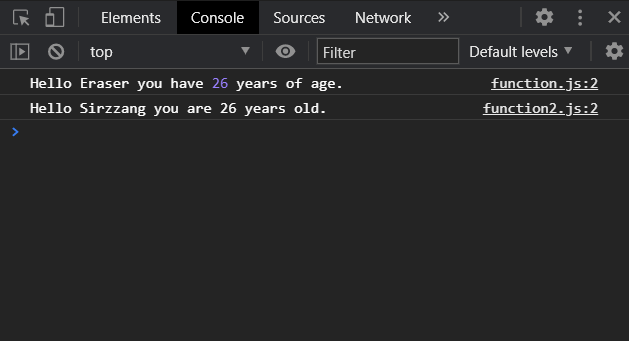 Elements Console Sources Network »
top Filter Default levels
Hello Eraser you have 26 years of age. function.js:2
Hello Sirzzang you are 26 years old. function2.js:2
>